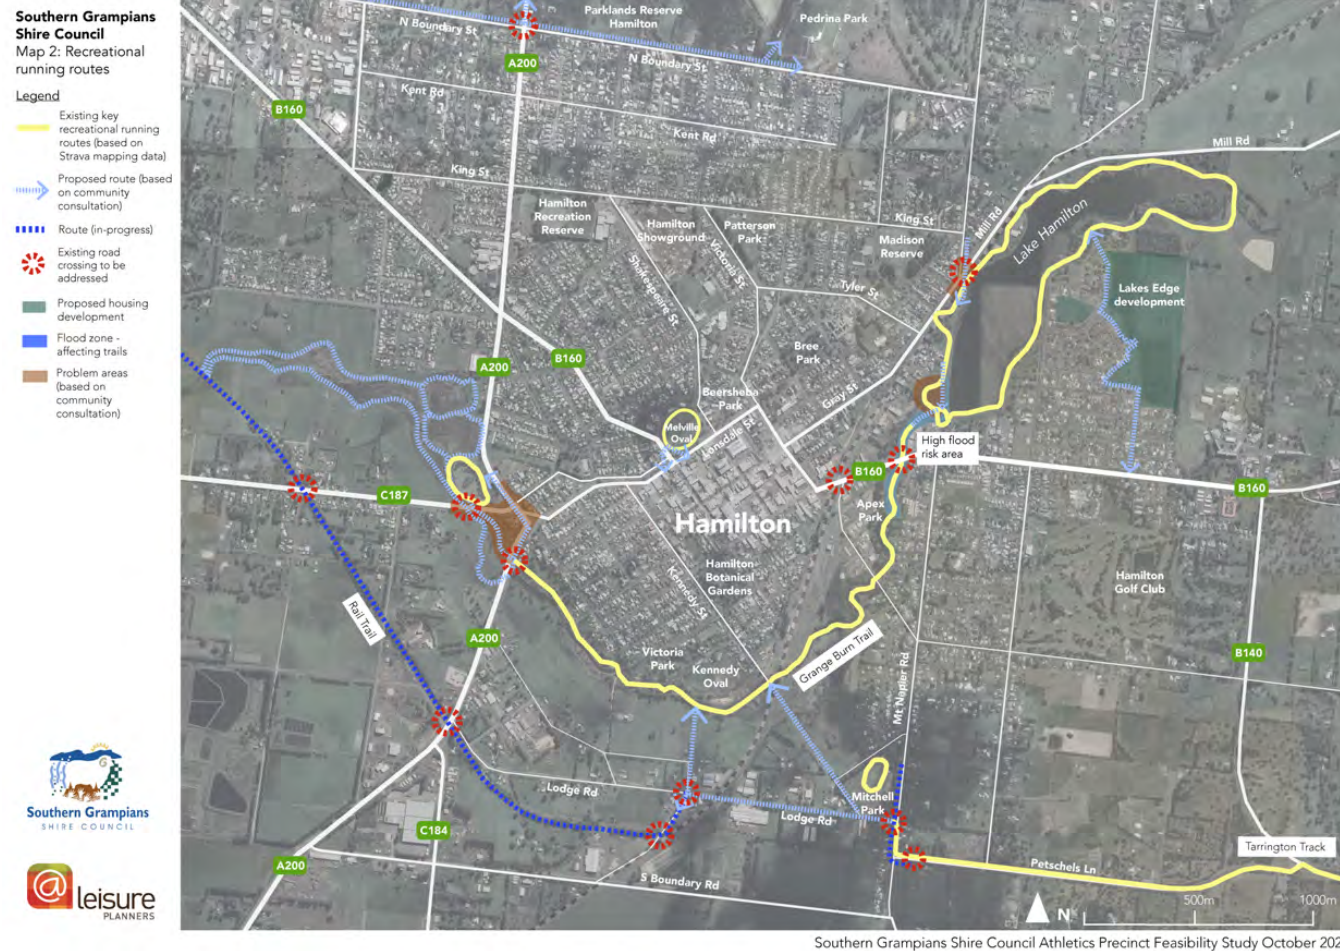 Southern Grampians
Shire Council
Map 2: Recreational
running routes
Legend
Existing key
recreational running
routes (based on
Strava mapping data)
Proposed route (based
on community
consultation)
Route (in-progress)
Existing road
crossing to be
addressed
Proposed housing
development
Flood zone -
affecting trails
Problem areas
(based on
community
consultation)
Parklands Reserve
Hamilton
Pedrina Park
N Boundary St
N Boundary St
A200
B160
Kent Rd
Kent Rd
Mill Rd
King St
King St
Hamilton
Recreation
Reserve
Hamilton
Showground
Patterson
Park
Madison
Reserve
Mill Rd
Lake Hamilton
Shakespeare St
Victoria St
Tyler St
Lakes Edge
development
A200
B160
Bree
Park
Beersheba
Park
Gray St
Melville
Oval
Lonsdale St
High flood
risk area
B160
B160
C187
Apex
Park
Hamilton
Hamilton
Botanical
Gardens
Kennedy St
Hamilton
Golf Club
Rail Trail
A200
Victoria
Park
Kennedy
Oval
Grange Burn Trail
Mt Napier Rd
B140
Lodge Rd
Mitchell
Park
Lodge Rd
C184
A200
S Boundary Rd
Petschels Ln
Tarrington Track
N
500m
1000m
Southern Grampians
SHIRE COUNCIL
@leisure
PLANNERS
Southern Grampians Shire Council Athletics Precinct Feasibility Study October 202